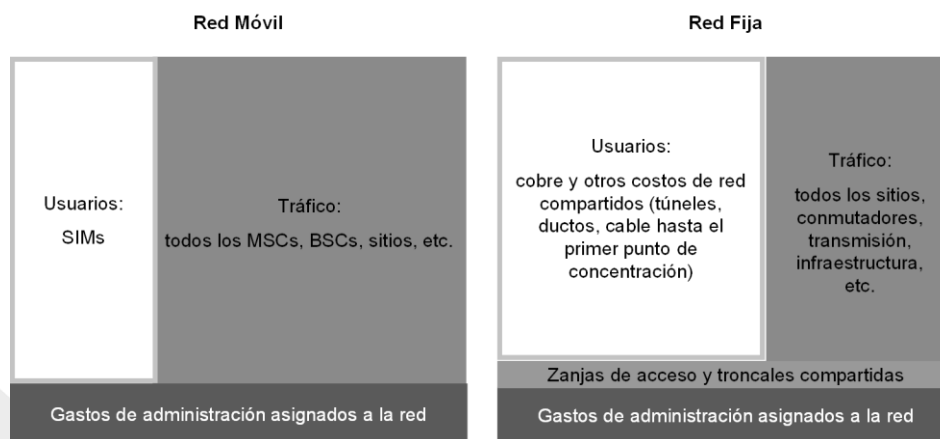 Red Móvil
Usuarios:
SIMs
Tráfico:
todos los MSCs, BSCs, sitios, etc.
Gastos de administración asignados a la red
Red Fija
Usuarios:
cobre y otros costos de red
compartidos (túneles,
ductos, cable hasta el
primer punto de
concentración)
Tráfico:
todos los sitios,
conmutadores,
transmisión,
infraestructura,
etc.
Zanjas de acceso y troncales compartidas
Gastos de administración asignados a la red